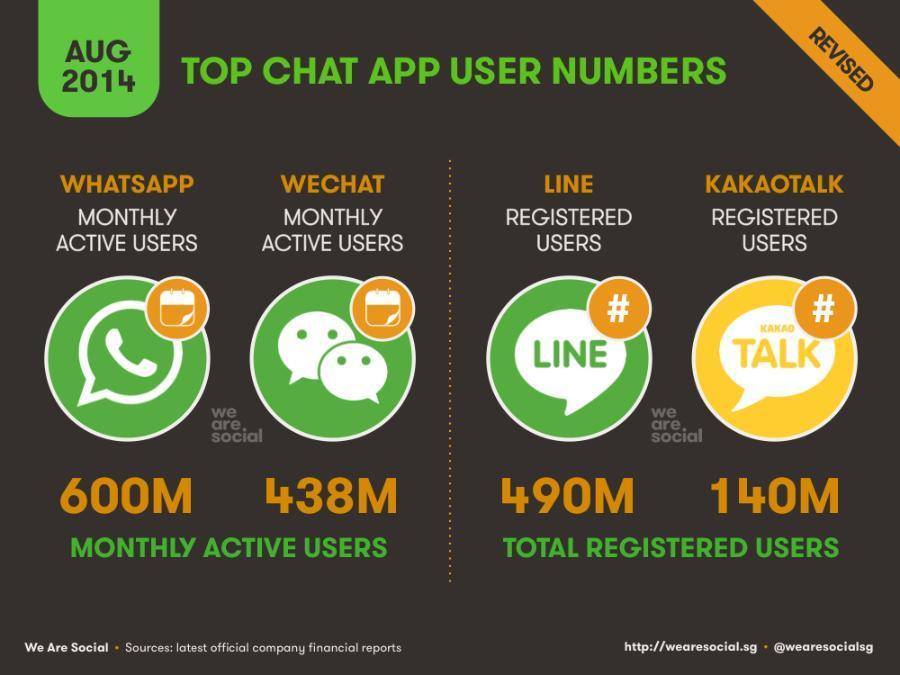 AUG
2014
TOP CHAT APP USER NUMBERS
REVISED
WHATSAPP
MONTHLY
ACTIVE USERS
WECHAT
MONTHLY
ACTIVE USERS
LINE
REGISTERED
USERS
KAKAOTALK
REGISTERED
USERS
#
LINE
#
KAKAO
TALK
we
are
social
we
are
social
600M
438M
MONTHLY ACTIVE USERS
490M
140M
TOTAL REGISTERED USERS
We Are Social • Sources: latest official company financial reports
http://wearesocial.sg • @wearesocialsg